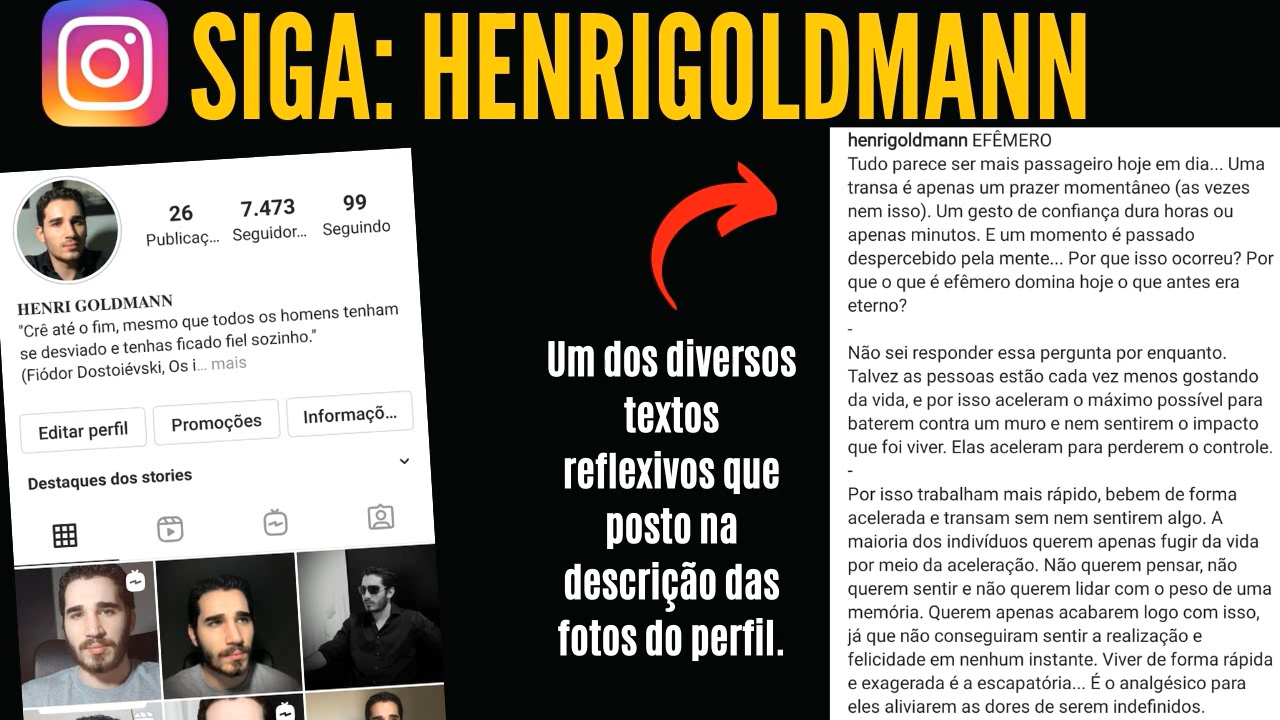 SIGA: HENRIGOLDMANN
26
7.473
99
Publicaç...
Seguidor...
Seguindo
HENRI GOLDMANN
"Crê até o fim, mesmo que todos os homens tenham
se desviado e tenhas ficado fiel sozinho."
(Fiódor Dostoiévski, Os i... mais
Editar perfil
Promoções
Informaçõ...
Destaques dos stories
Um dos diversos
textos
reflexivos que
posto na
descrição das
fotos do perfil.
henrigoldmann EFÊMERO
Tudo parece ser mais passageiro hoje em dia... Uma
transa é apenas um prazer momentâneo (as vezes
nem isso). Um gesto de confiança dura horas ou
apenas minutos. E um momento é passado
despercebido pela mente... Por que isso ocorreu? Por
que o que é efêmero domina hoje o que antes era
eterno?
-
Não sei responder essa pergunta por enquanto.
Talvez as pessoas estão cada vez menos gostando
da vida, e por isso aceleram o máximo possível para
baterem contra um muro e nem sentirem o impacto
que foi viver. Elas aceleram para perderem o controle.
-
Por isso trabalham mais rápido, bebem de forma
acelerada e transam sem nem sentirem algo. A
maioria dos indivíduos querem apenas fugir da vida
por meio da aceleração. Não querem pensar, não
querem sentir e não querem lidar com o peso de uma
memória. Querem apenas acabarem logo com isso,
já que não conseguiram sentir a realização e
felicidade em nenhum instante. Viver de forma rápida
e exagerada é a escapatória... É o analgésico para
eles aliviarem as dores de serem indefinidos.